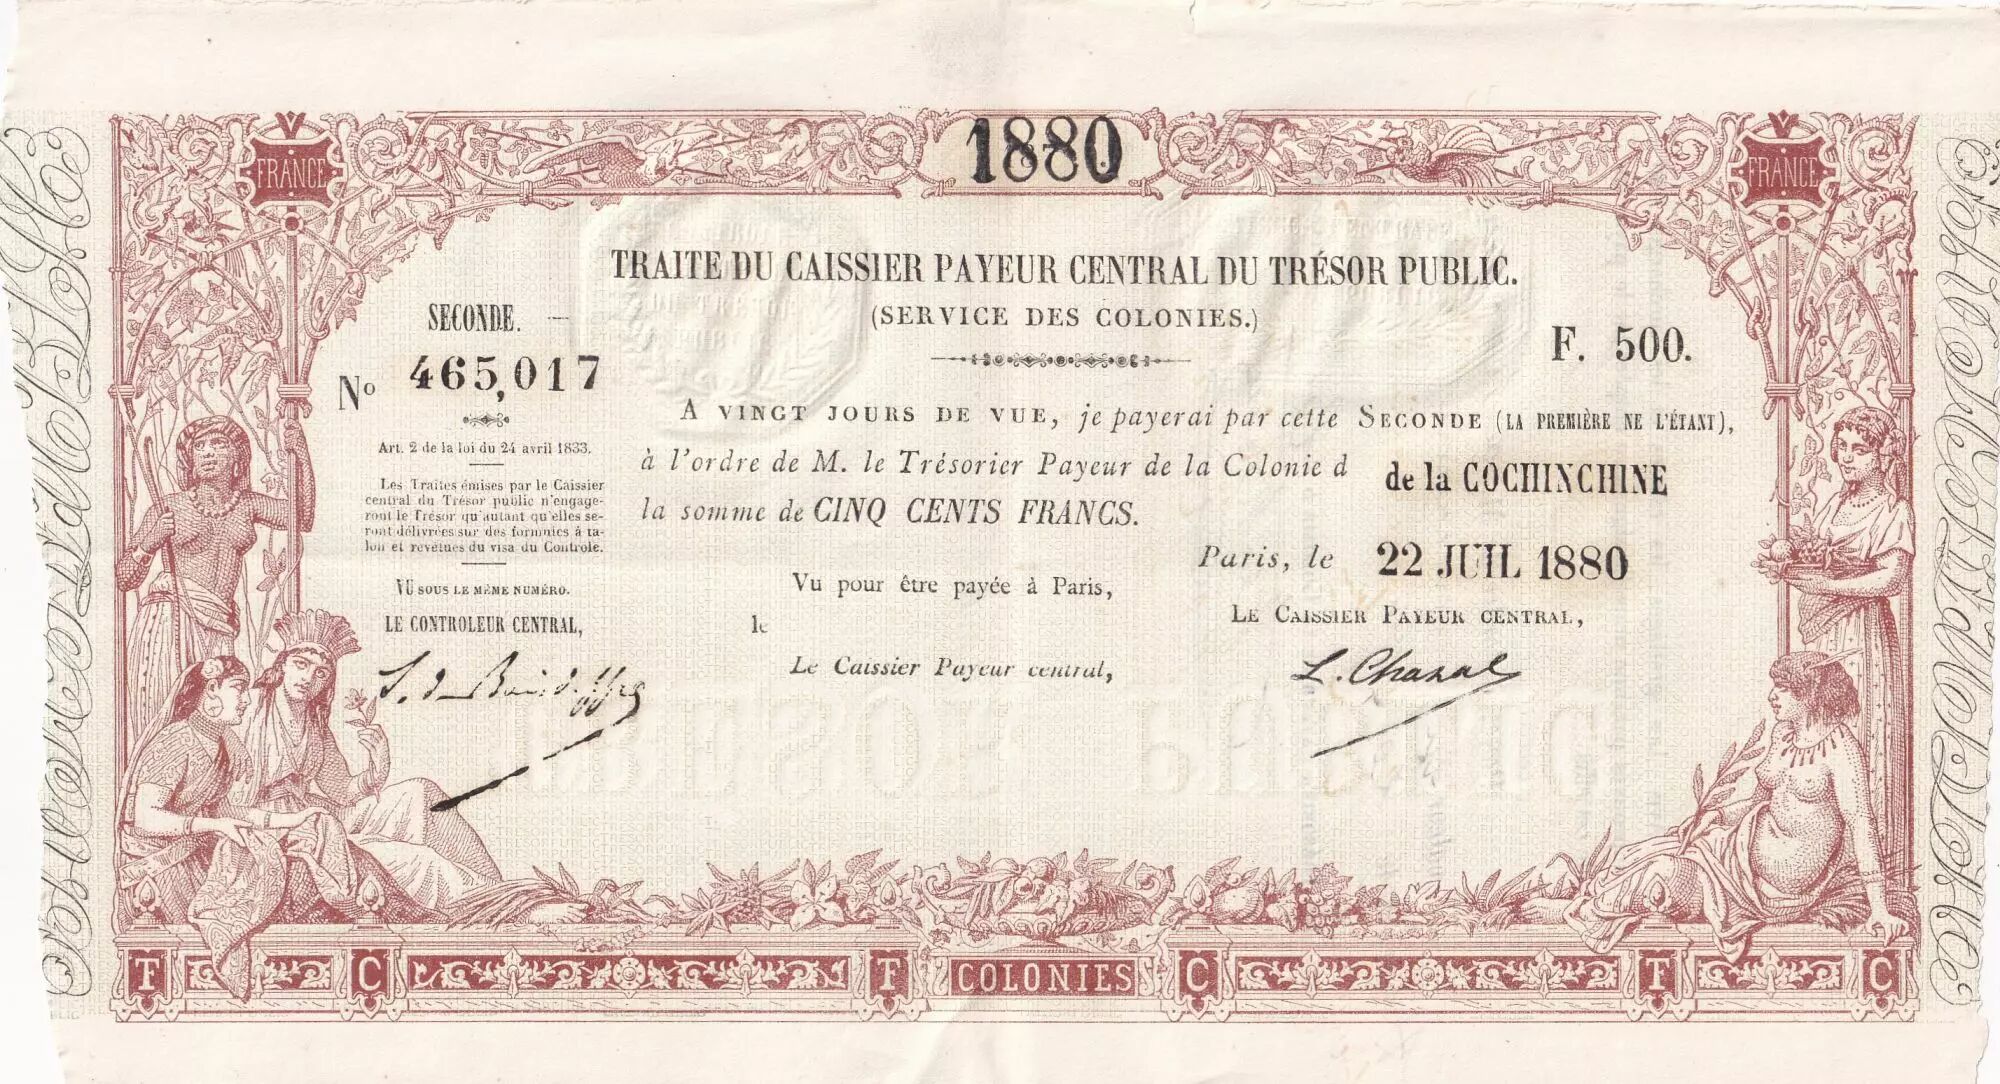 1880
FRANCE
FRANCE
TRAITE DU CAISSIER PAYEUR CENTRAL DU TRÉSOR PUBLIC.
(SERVICE DES COLONIES.)
SECONDE.
F. 500.
No 465,017
A VINGT JOURS DE VUE, je payerai par cette SECONDE (LA PREMIÈRE NE L'ÉTANT),
à l'ordre de M. le Trésorier Payeur de la Colonie d de la COCHINCHINE
la somme de CINQ CENTS FRANCS.
Art. 2 de la loi du 24 avril 1833.
Les Traites émises par le Caissier
central du Trésor public n'engage-
ront le Trésor qu'autant qu'elles se-
ront délivrées sur des formules à ta-
lon et revêtues du visa du Contrôle.
VU SOUS LE MÊME NUMÉRO.
LE CONTROLEUR CENTRAL,
Vu pour être payée à Paris,
le
Le Caissier Payeur central,
Paris, le 22 JUIL 1880
LE CAISSIER PAYEUR CENTRAL,
L. Chazal
T C T COLONIES C T C